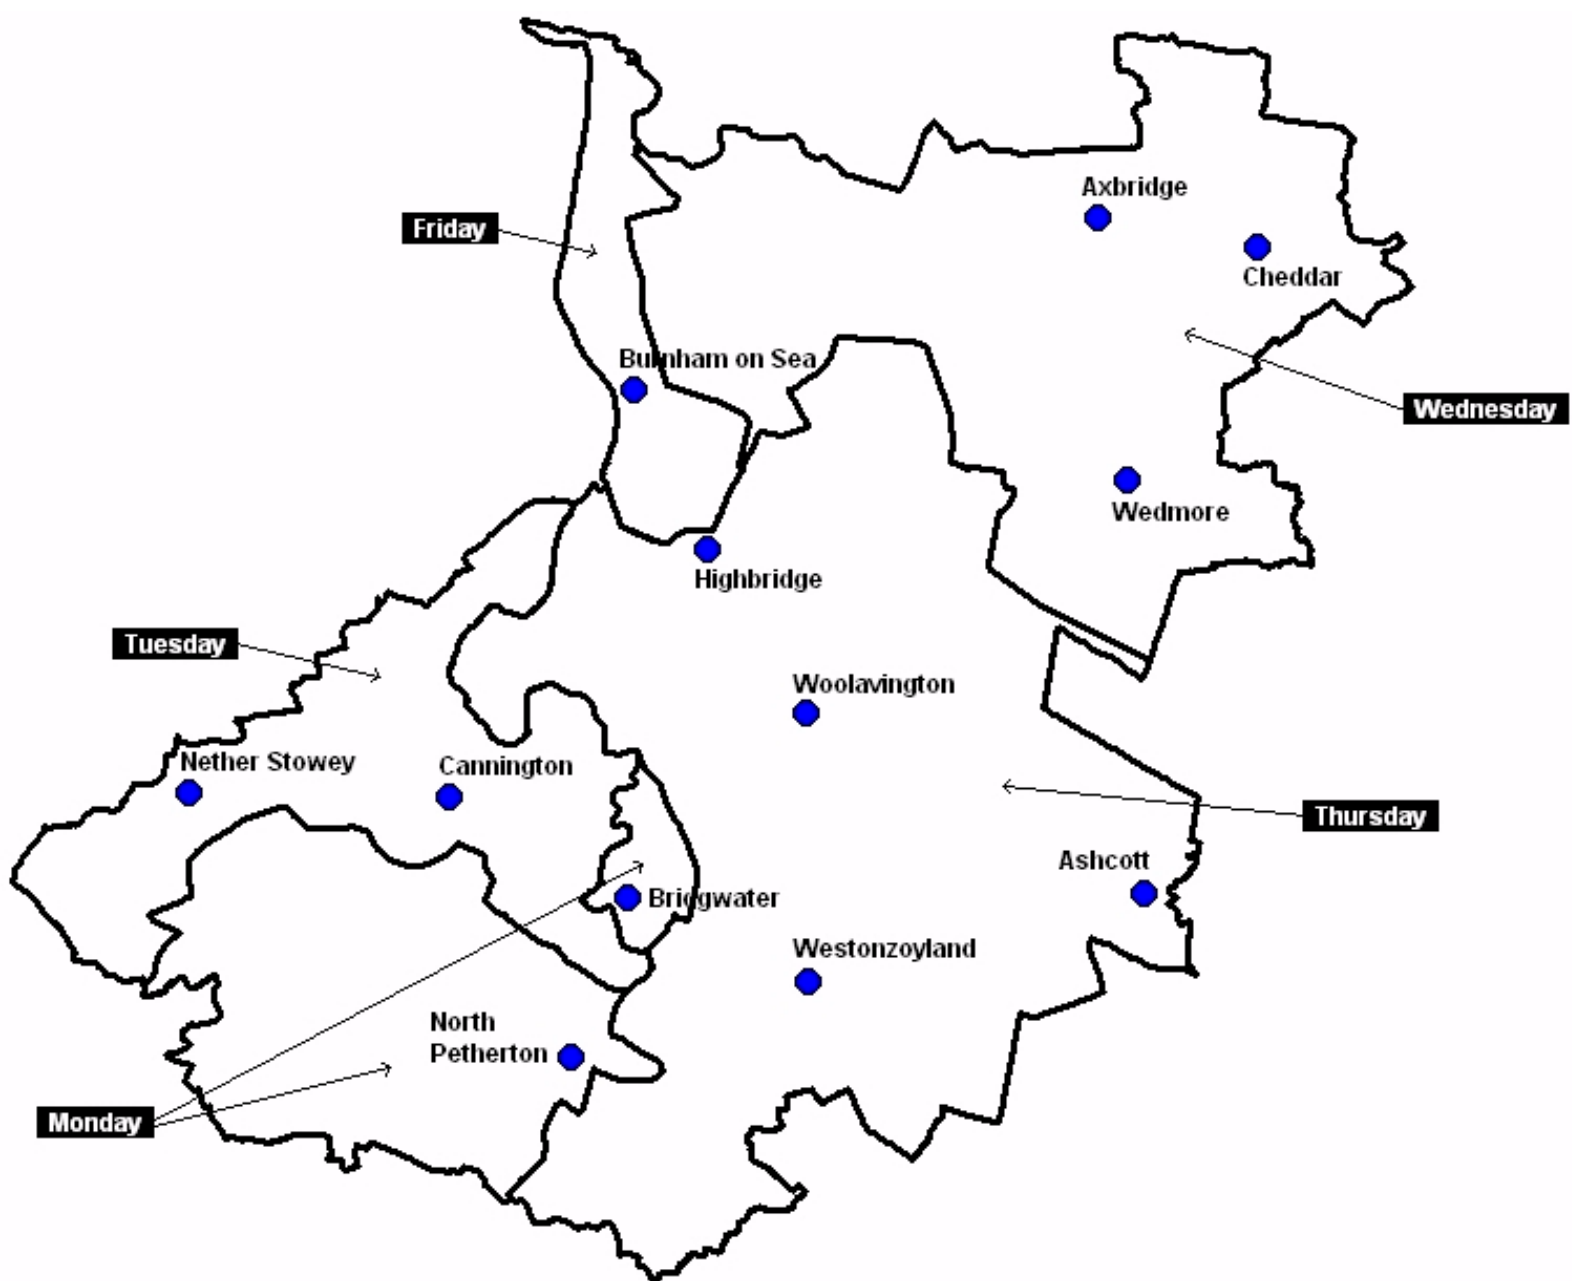 Axbridge
Friday
Cheddar
Burnham on Sea
Wednesday
Wedmore
Highbridge
Tuesday
Woolavington
Nether Stowey
Cannington
Thursday
Ashcott
Bridgwater
Westonzoyland
North
Petherton
Monday